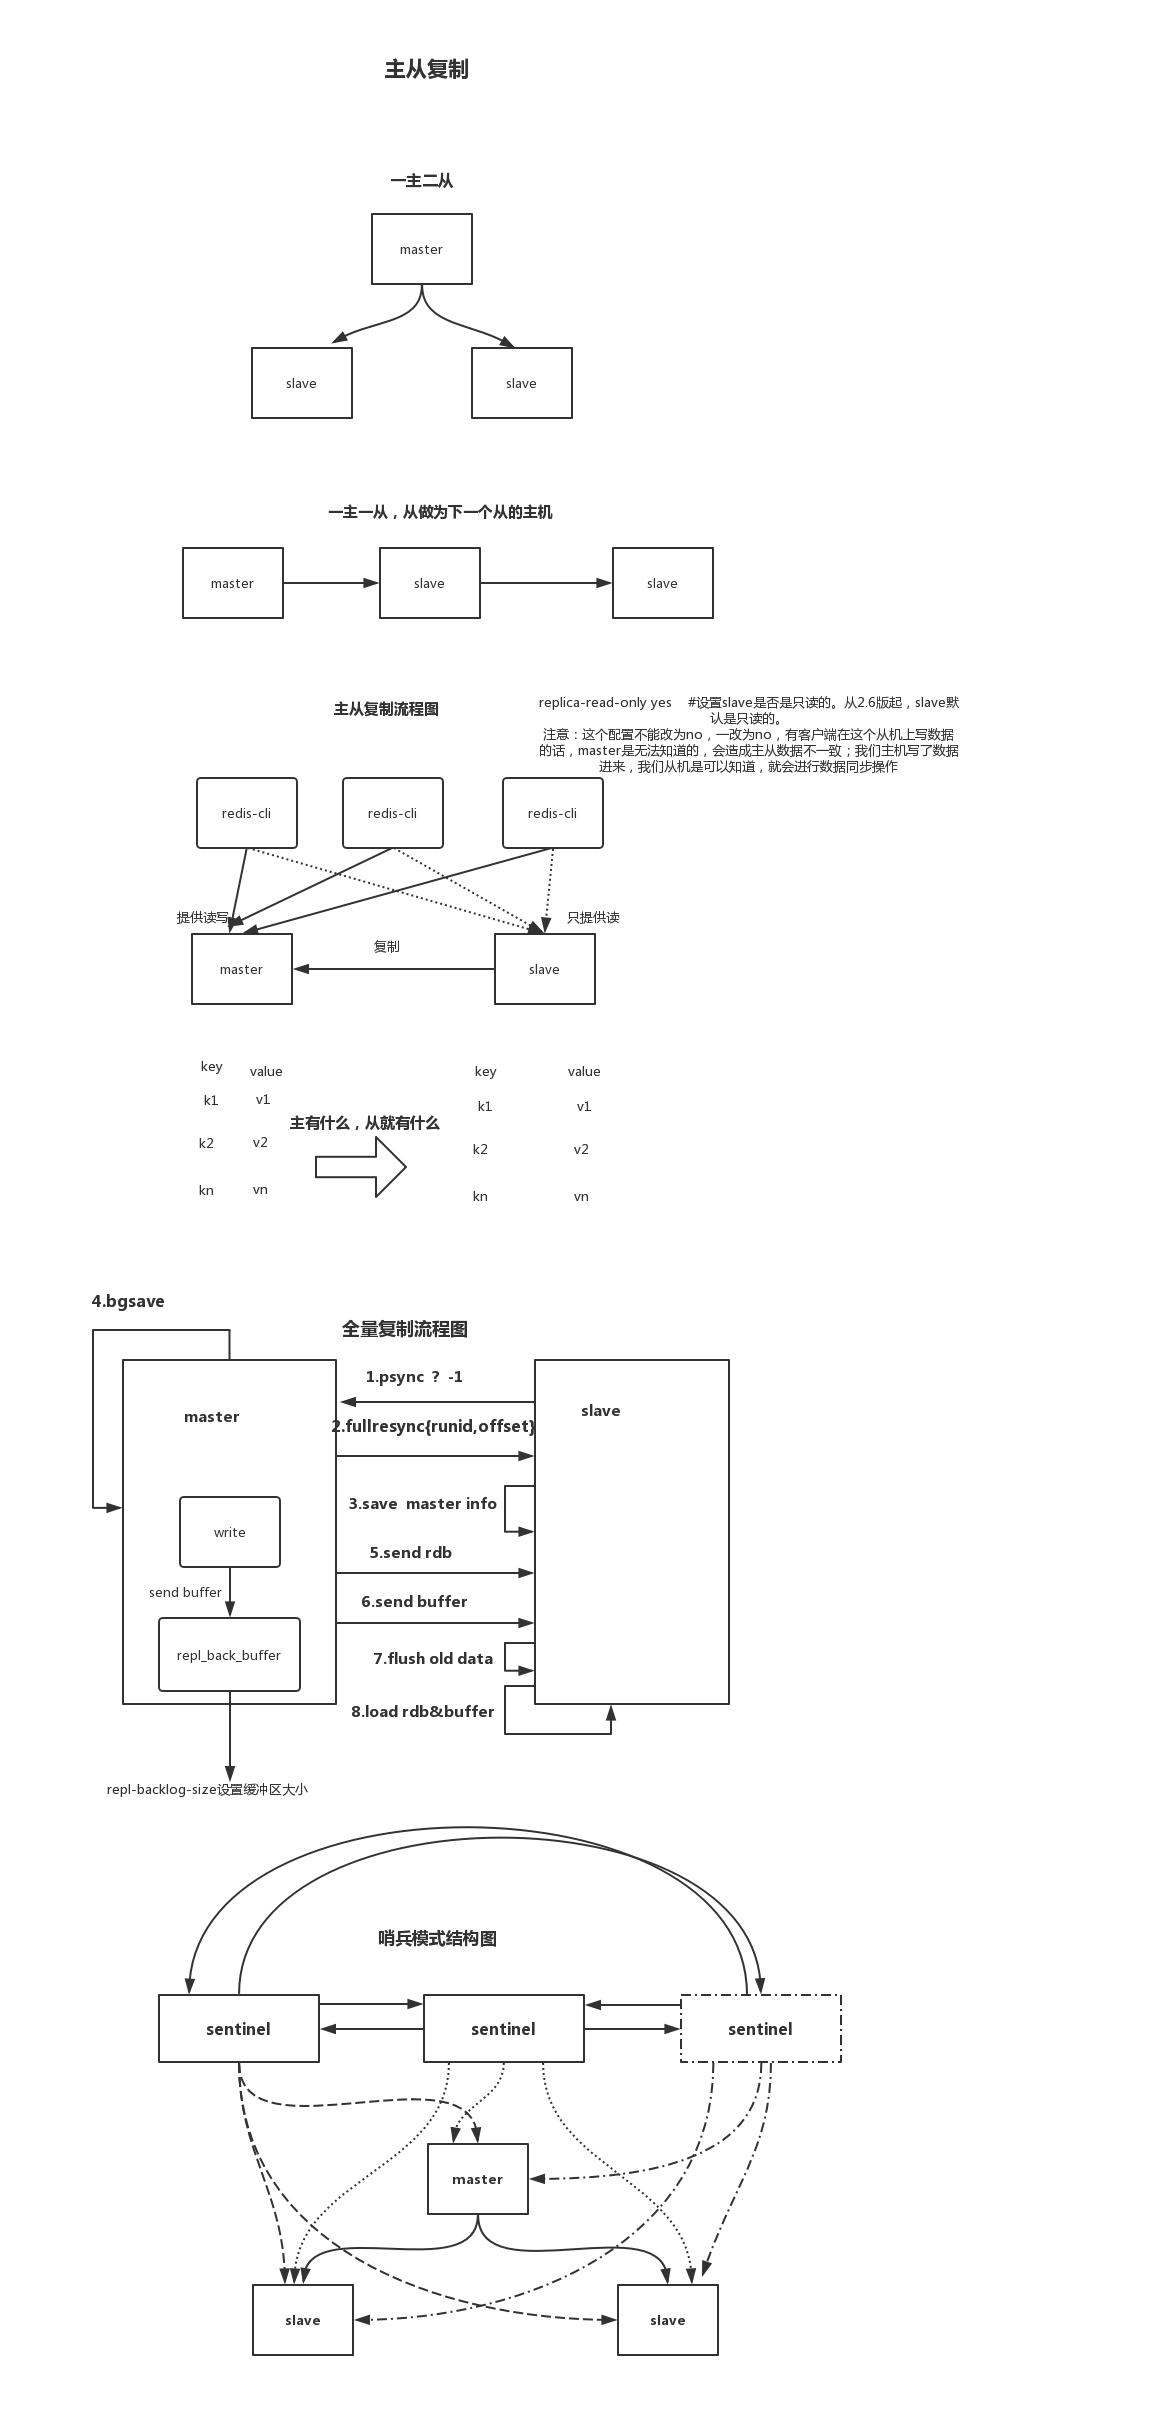 主从复制
一主二从
master
slave
slave
一主一从，从做为下一个从的主机
master
slave
slave
主从复制流程图
replica-read-only yes    #设置slave是否是只读的。从2.6版起，slave默
认是只读的。
注意：这个配置不能改为no，一改为no，有客户端在这个从机上写数据
的话，master是无法知道的，会造成主从数据不一致；我们主机写了数据
进来，我们从机是可以知道，就会进行数据同步操作
redis-cli
redis-cli
redis-cli
提供读写
只提供读
复制
master
slave
key
value
key
value
k1
v1
k1
v1
主有什么，从就有什么
k2
v2
k2
v2
kn
vn
kn
vn
4.bgsave
全量复制流程图
1.psync ？ -1
master
slave
2.fullresync{runid,offset}
3.save  master info
write
5.send rdb
send buffer
6.send buffer
repl_back_buffer
7.flush old data
8.load rdb&buffer
repl-backlog-size设置缓冲区大小
哨兵模式结构图
sentinel
sentinel
sentinel
master
slave
slave